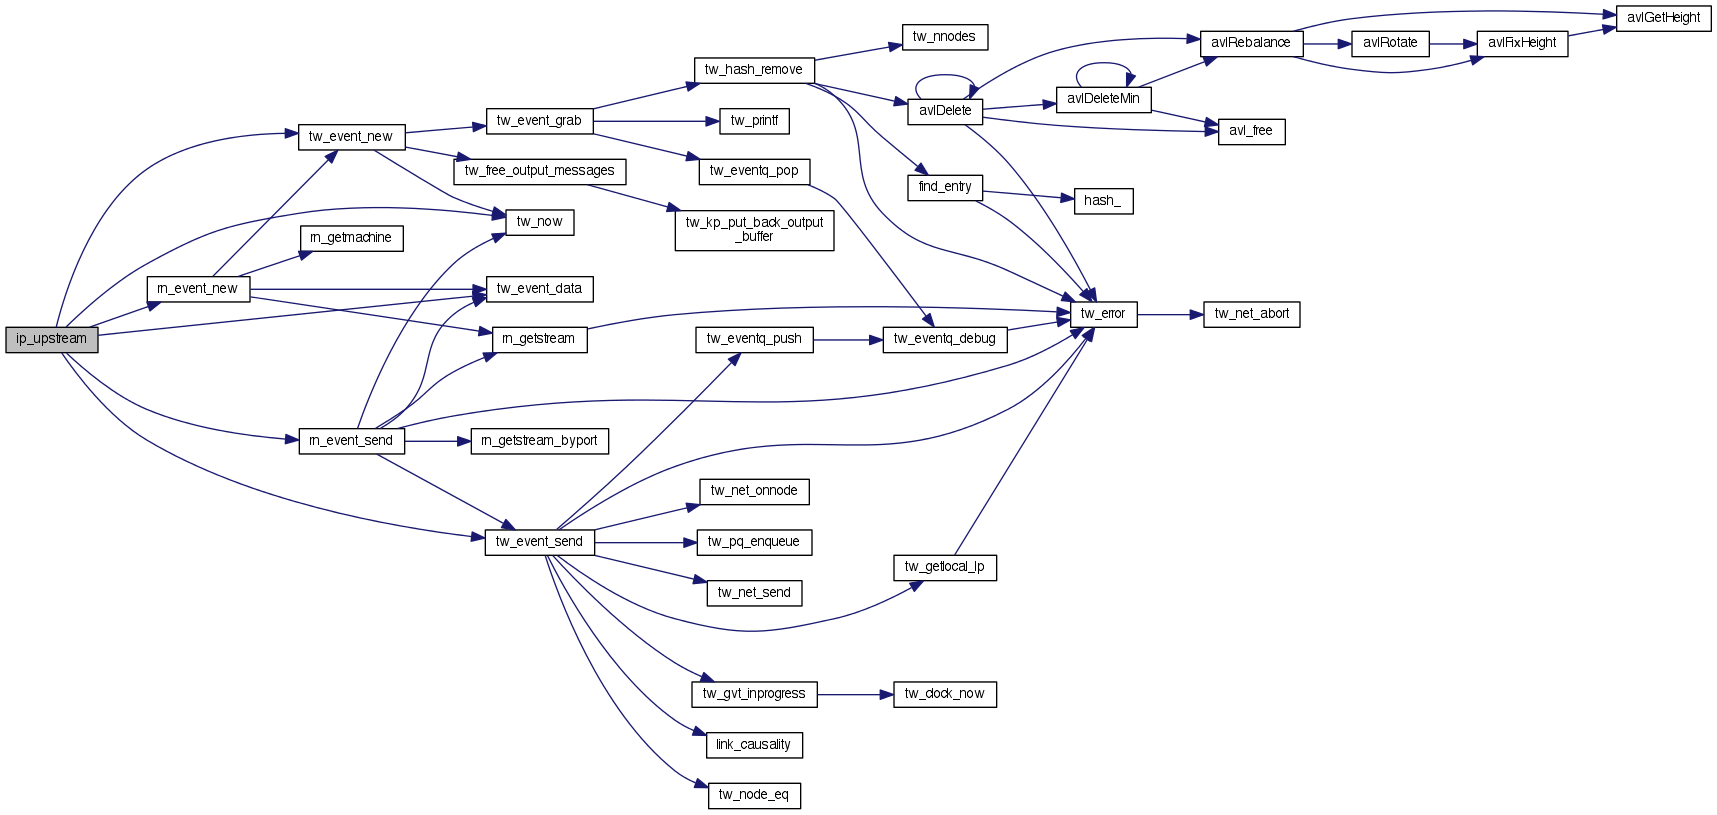 avlGetHeight
tw_nnodes
avlRebalance
avlRotate
avlFixHeight
tw_hash_remove
avlDelete
avlDeleteMin
tw_event_new
tw_event_grab
tw_printf
avl_free
tw_free_output_messages
tw_eventq_pop
find_entry
hash_
tw_now
tw_kp_put_back_output
_buffer
rn_getmachine
rn_event_new
tw_event_data
tw_error
tw_net_abort
ip_upstream
rn_getstream
tw_eventq_push
tw_eventq_debug
rn_event_send
rn_getstream_byport
tw_net_onnode
tw_event_send
tw_pq_enqueue
tw_getlocal_lp
tw_net_send
tw_gvt_inprogress
tw_clock_now
link_causality
tw_node_eq